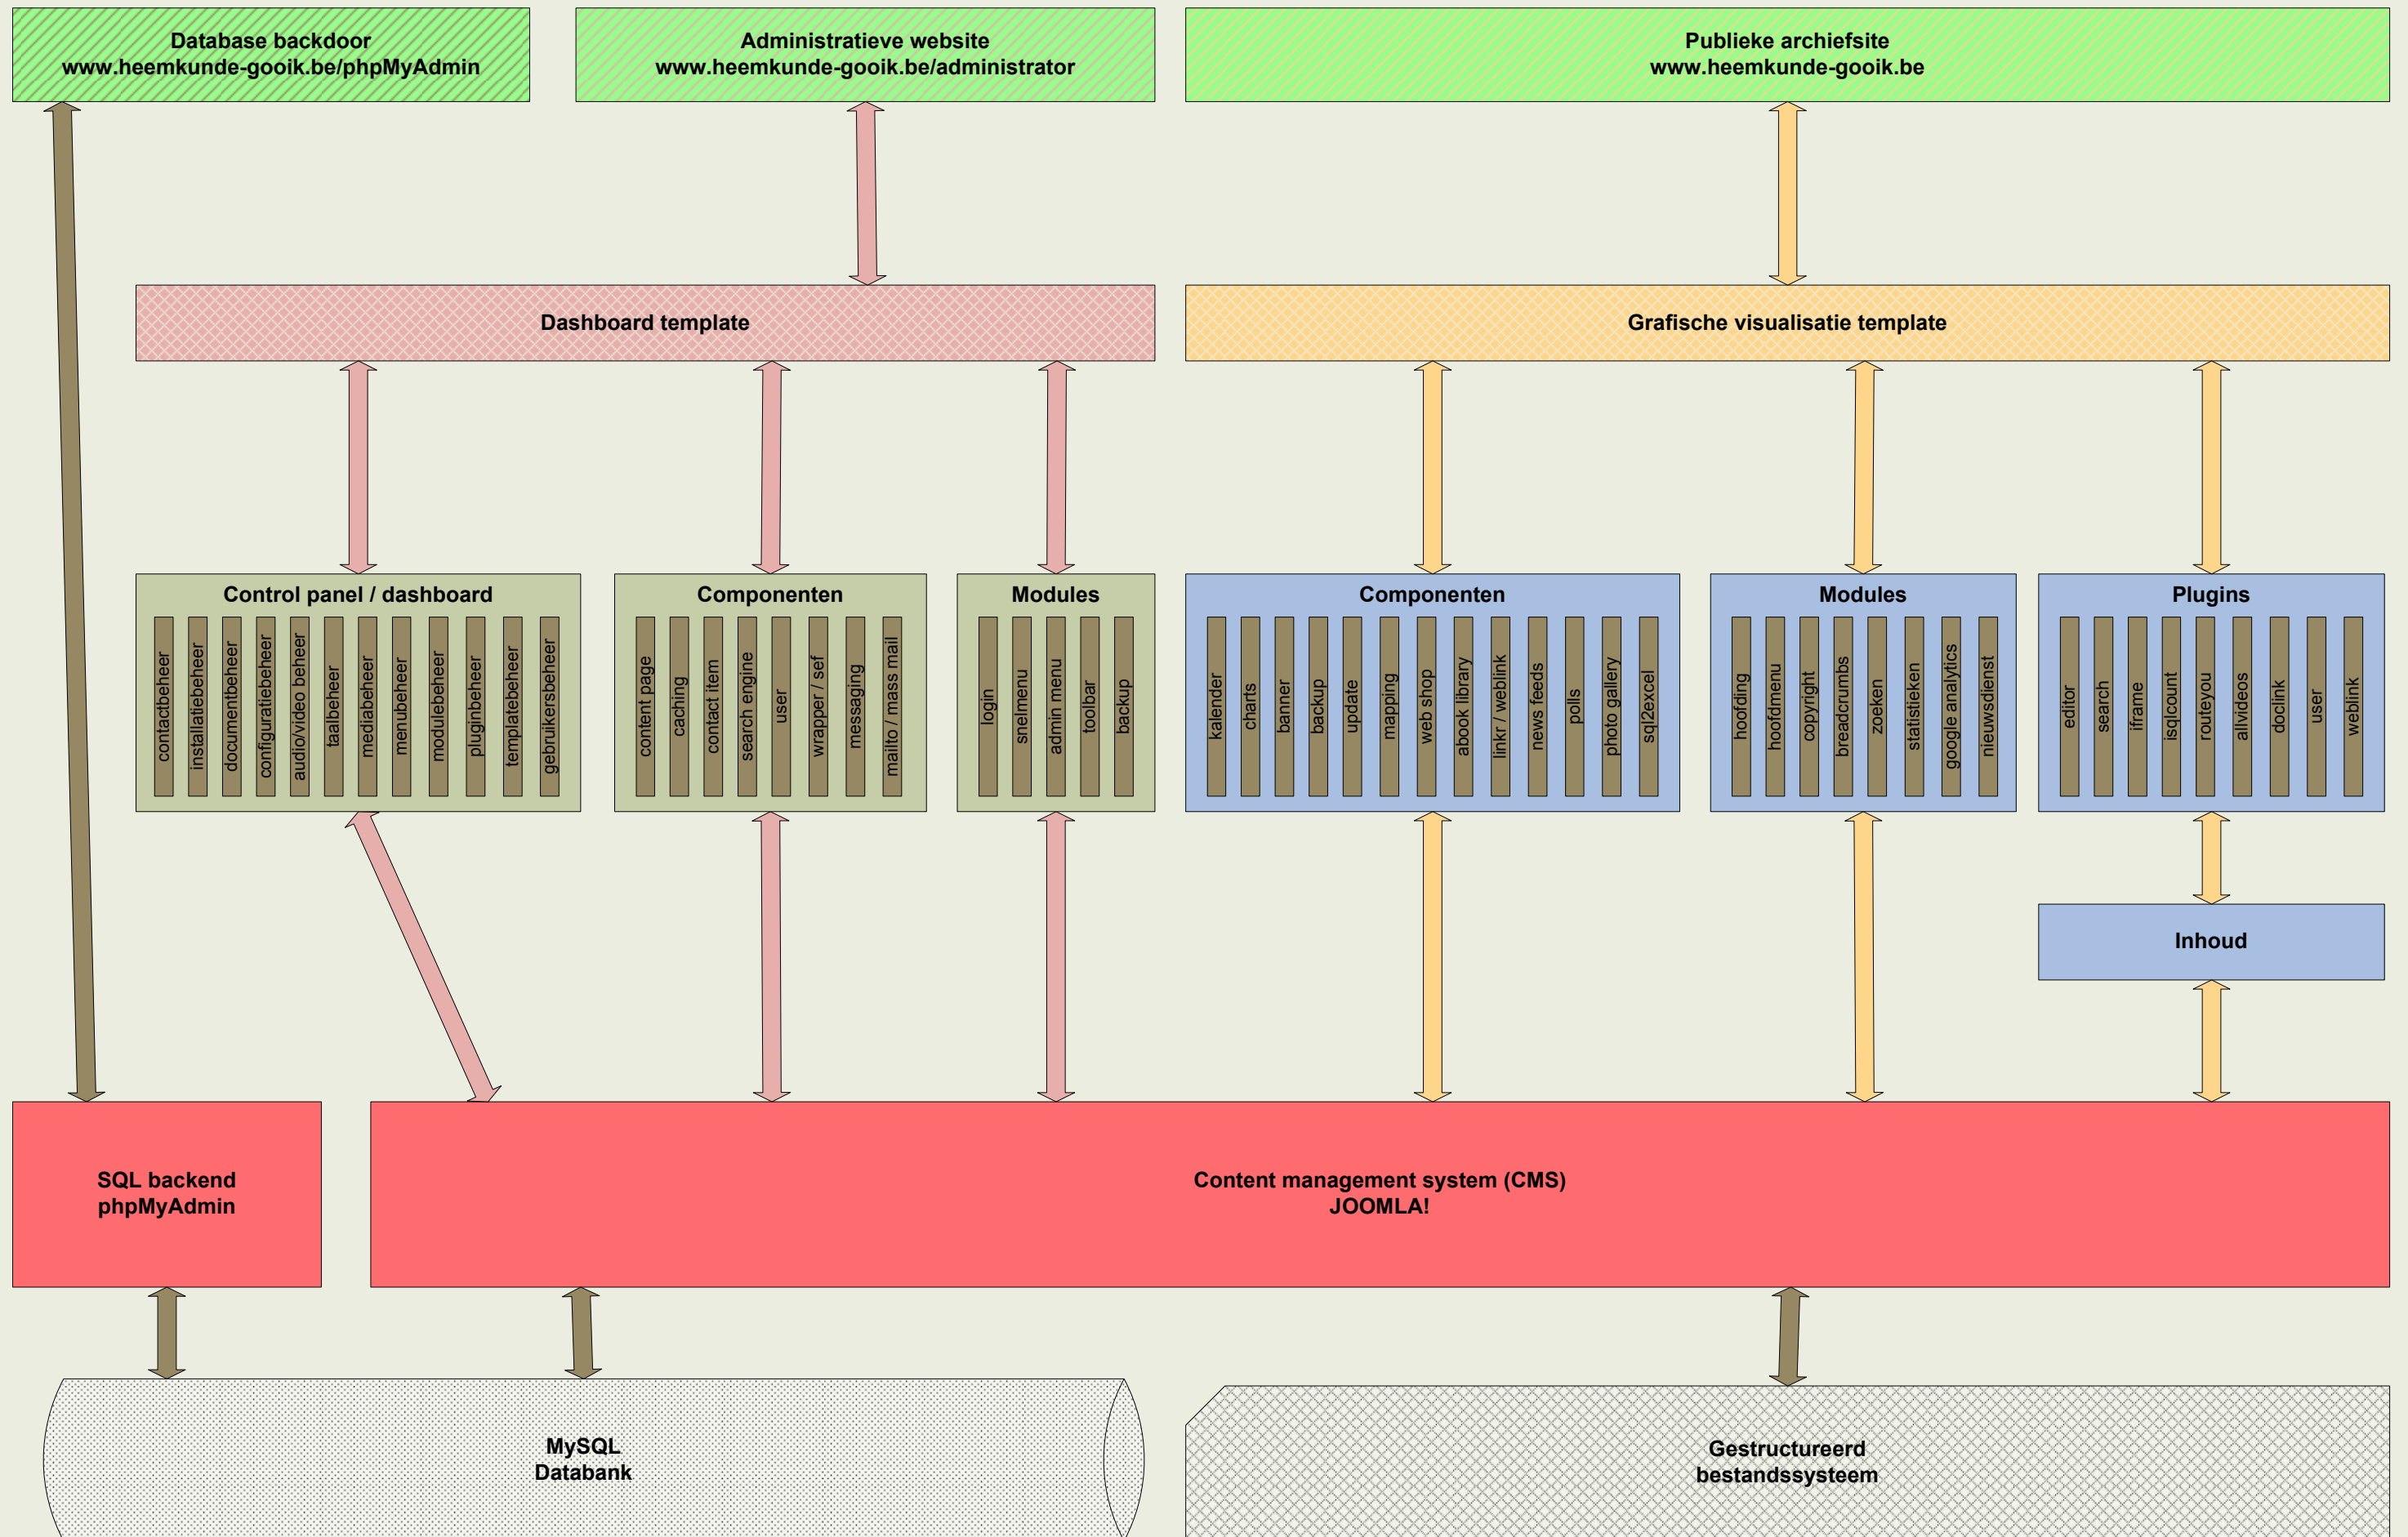 Database backdoor
www.heemkunde-gooik.be/phpMyAdmin
Administratieve website
www.heemkunde-gooik.be/administrator
Publieke archiefsite
www.heemkunde-gooik.be
Dashboard template
Grafische visualisatie template
Control panel / dashboard
contactbeheer
installatiebeheer
documentbeheer
configuratiebeheer
audio/video beheer
taalbeheer
mediabeheer
menubeheer
modulebeheer
pluginbeheer
templatebeheer
gebruikersbeheer
Componenten
content page
caching
contact item
search engine
user
wrapper / sef
messaging
mailto / mass mail
Modules
login
snelmenu
admin menu
toolbar
backup
Componenten
kalender
charts
banner
backup
update
mapping
web shop
abook library
linkr / weblink
news feeds
polls
photo gallery
sql2excel
Modules
hoofding
hoofdmenu
copyright
breadcrumbs
zoeken
statistieken
google analytics
nieuwsdienst
Plugins
editor
search
iframe
isqlcount
routeyou
allvideos
doclink
user
weblink
Inhoud
SQL backend
phpMyAdmin
Content management system (CMS)
JOOMLA!
MySQL
Databank
Gestructureerd
bestandssysteem